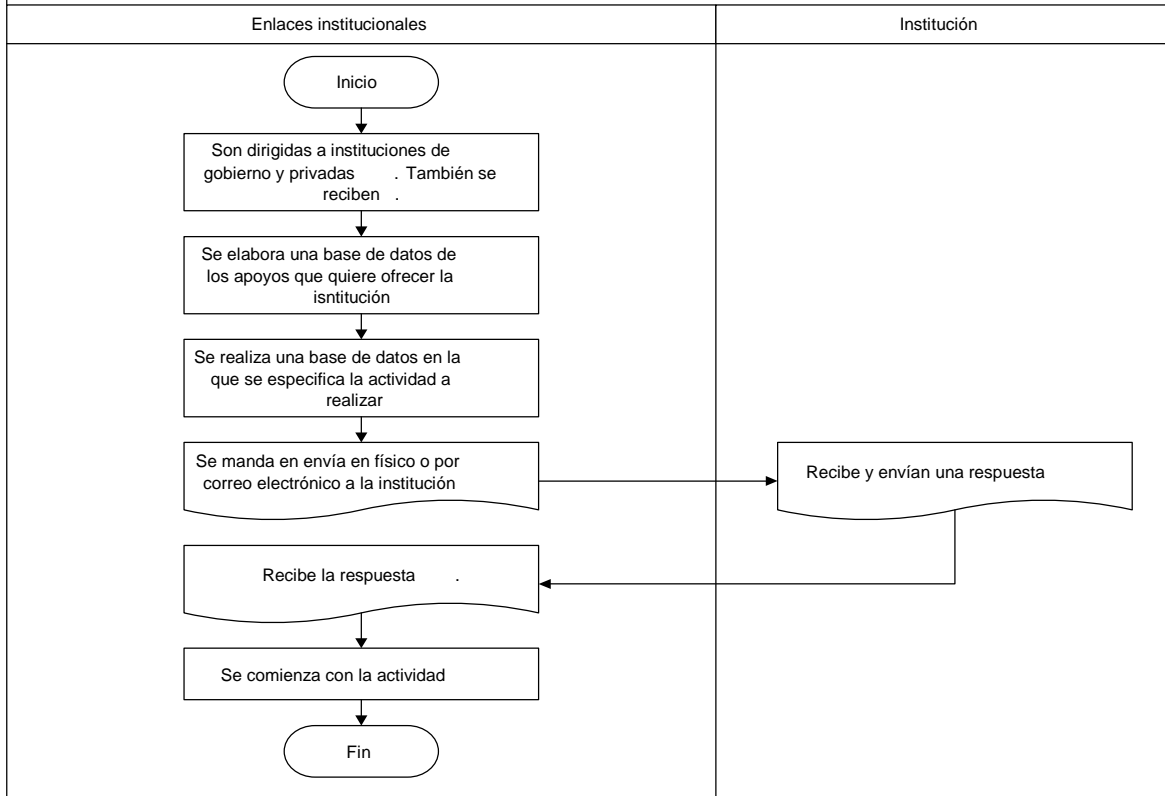 Enlaces institucionales
Institución
Inicio
Son dirigidas a instituciones de
gobierno y privadas . También se
reciben .
Se elabora una base de datos de
los apoyos que quiere ofrecer la
isntitución
Se realiza una base de datos en la
que se especifica la actividad a
realizar
Se manda en envía en físico o por
correo electrónico a la institución
Recibe y envían una respuesta
Recibe la respuesta .
Se comienza con la actividad
Fin